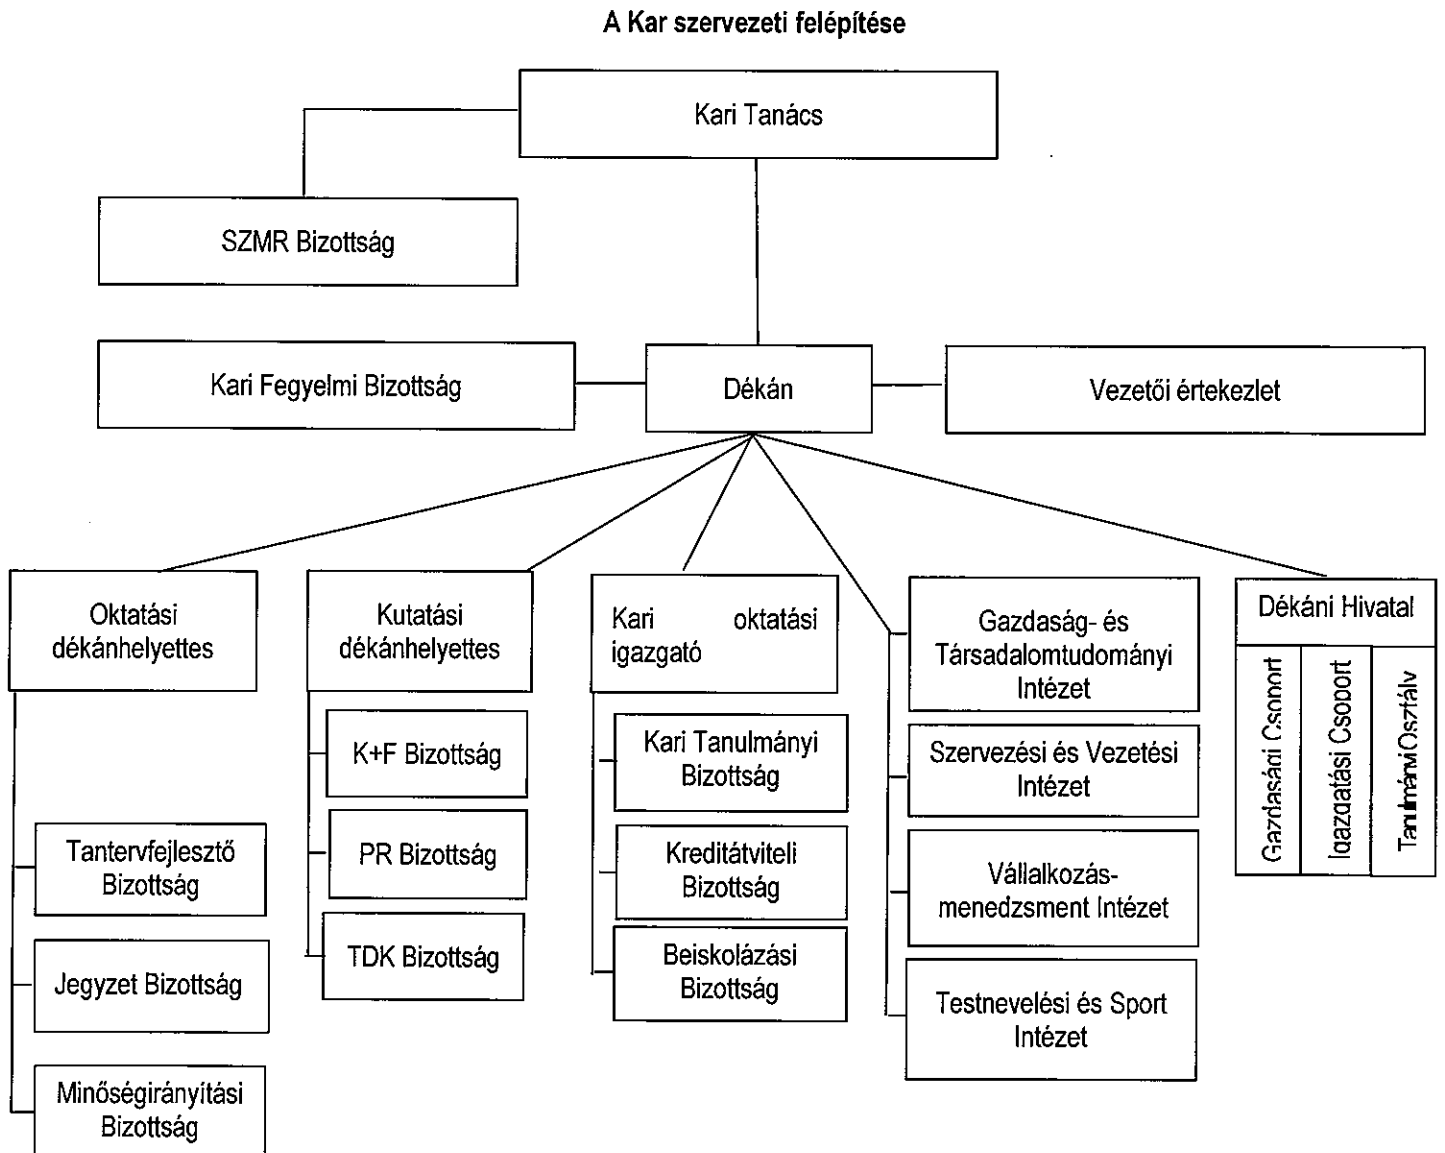 A Kar szervezeti felépítése
Kari Tanács
SZMR Bizottság
Kari Fegyelmi Bizottság
Dékán
Vezetői értekezlet
Oktatási
dékánhelyettes
Tantervfejlesztő
Bizottság
Jegyzet Bizottság
Minőségirányítási
Bizottság
Kutatási
dékánhelyettes
K+F Bizottság
PR Bizottság
TDK Bizottság
Kari oktatási
igazgató
Kari Tanulmányi
Bizottság
Kreditátviteli
Bizottság
Beiskolázási
Bizottság
Gazdaság- és
Társadalomtudományi
Intézet
Szervezési és Vezetési
Intézet
Vállalkozás-
menedzsment Intézet
Testnevelési és Sport
Intézet
Dékáni Hivatal
Gazdasági Csoport
Igazgatási Csoport
Tanulmányi Osztály